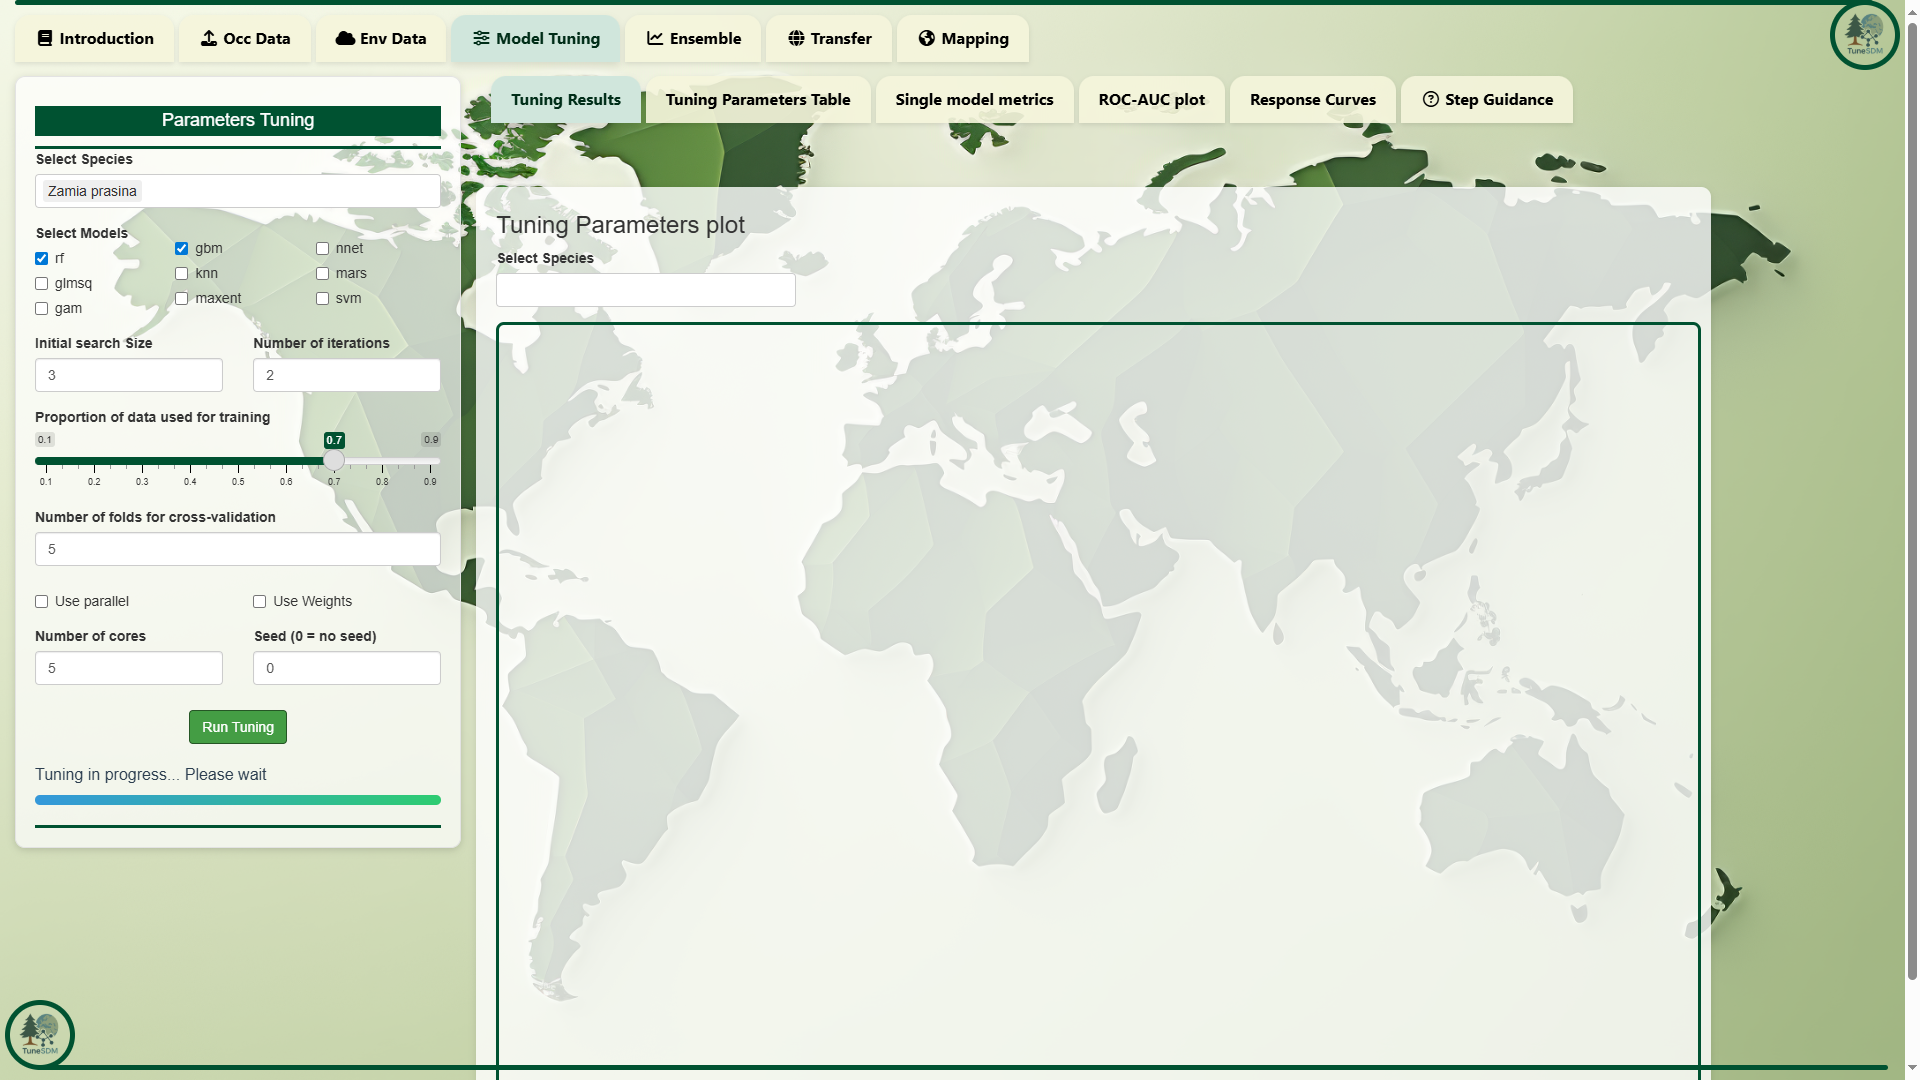 Introduction
Occ Data
Env Data
Model Tuning
Ensemble
Transfer
Mapping
TuneSDM
Parameters Tuning
Select Species
Zamia prasina
Select Models
rf
glmsq
gam
gbm
knn
maxent
nnet
mars
svm
Initial search Size
Number of iterations
3
2
Proportion of data used for training
0.1 0.7 0.9
0.1 0.2 0.3 0.4 0.5 0.6 0.7 0.8 0.9
Number of folds for cross-validation
5
Use parallel
Use Weights
Number of cores
Seed (0 = no seed)
5
0
Run Tuning
Tuning in progress... Please wait
Tuning Results
Tuning Parameters Table
Single model metrics
ROC-AUC plot
Response Curves
Step Guidance
Tuning Parameters plot
Select Species
TuneSDM